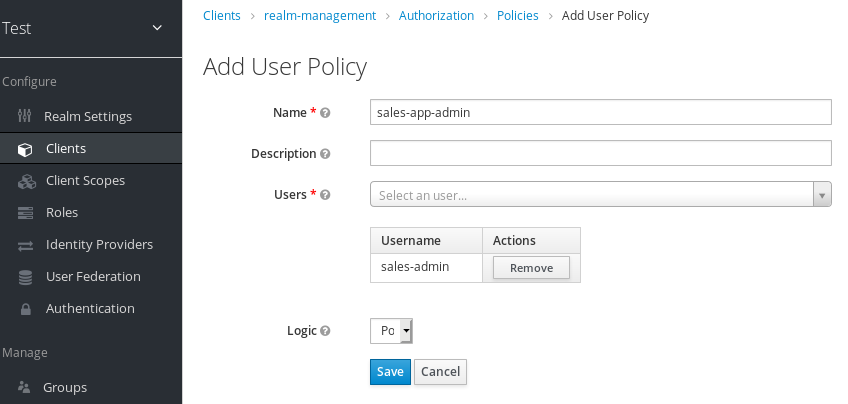 Test
Configure
Realm Settings
Clients
Client Scopes
Roles
Identity Providers
User Federation
Authentication
Manage
Groups
Clients > realm-management > Authorization > Policies > Add User Policy
Add User Policy
Name *
sales-app-admin
Description
Users *
Select an user...
Username Actions
sales-admin Remove
Logic
Po
Save Cancel